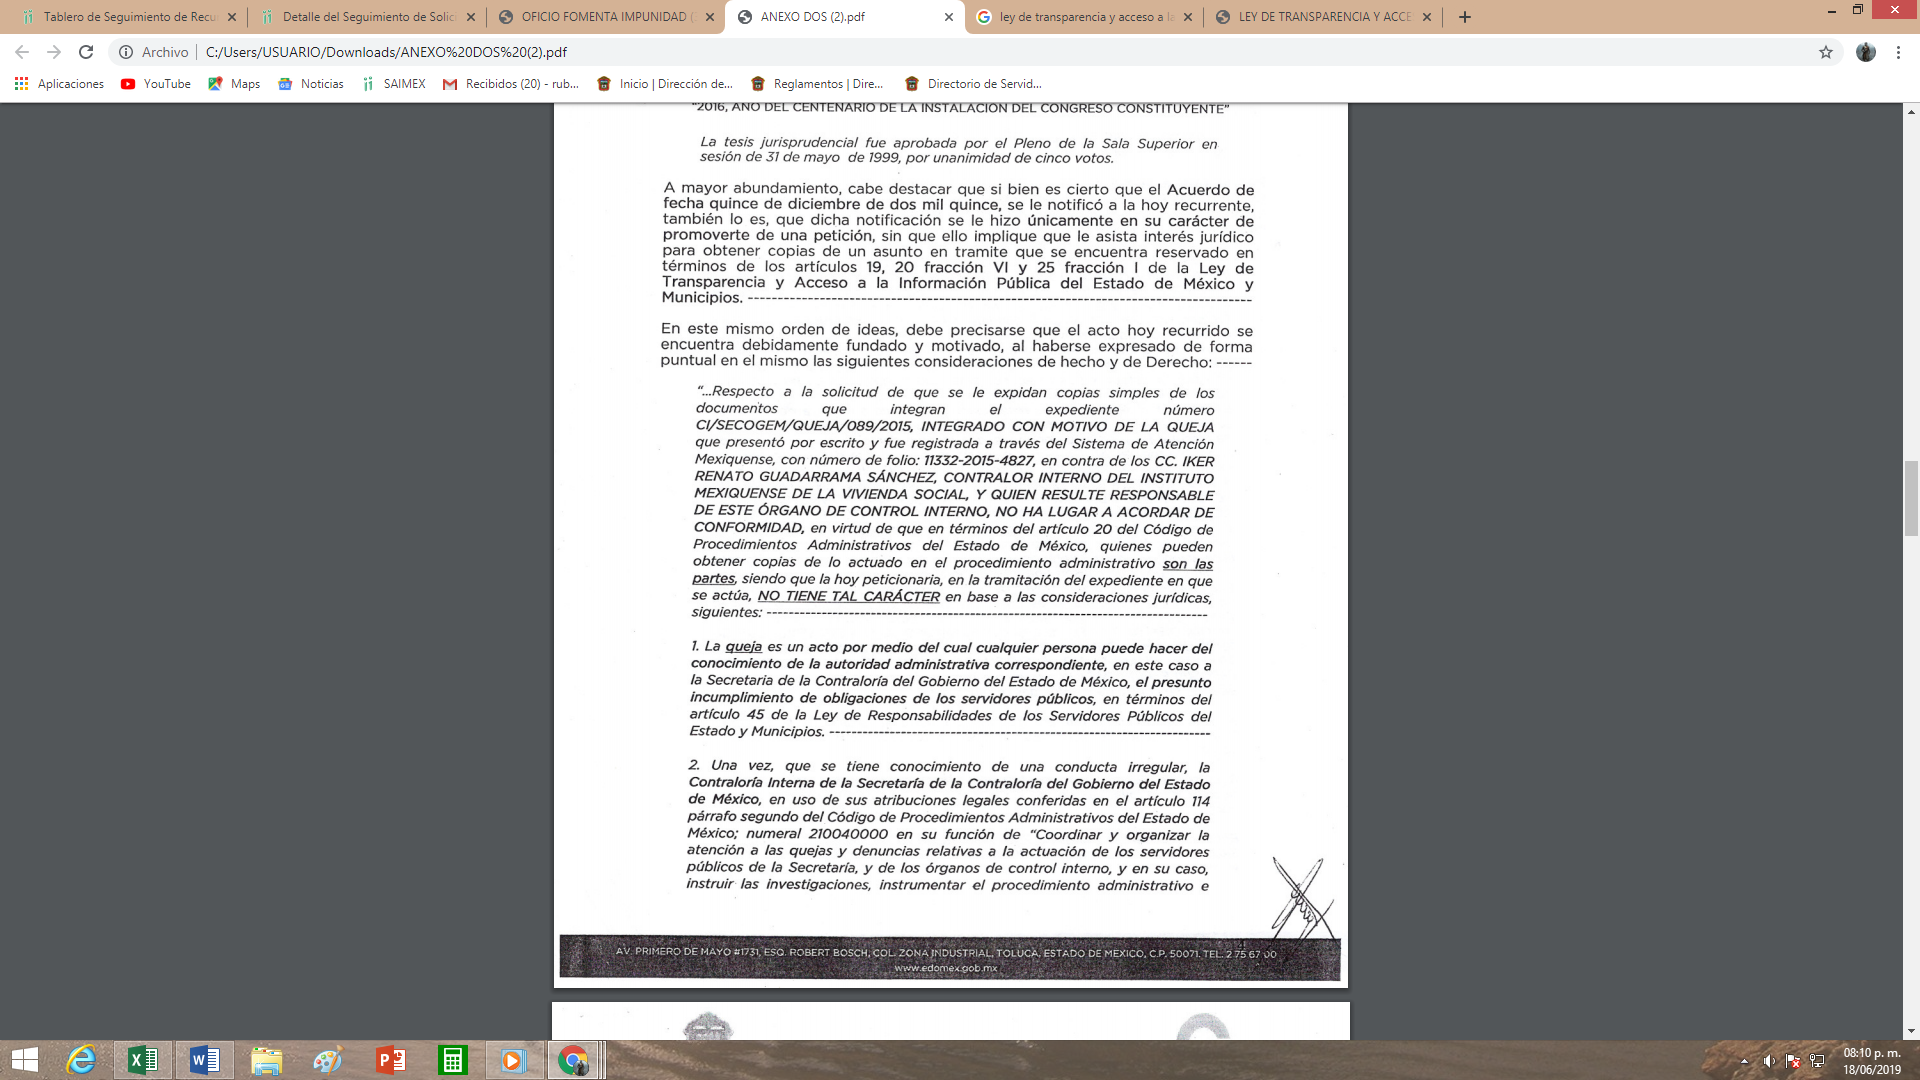 Tablero de Seguimiento de Recu
Detalle del Seguimiento de Solici
OFICIO FOMENTA IMPUNIDAD (
ANEXO DOS (2).pdf
ley de transparencia y acceso a la
LEY DE TRANSPARENCIA Y ACCE
Archivo
C:/Users/USUARIO/Downloads/ANEXO%20DOS%20(2).pdf
Aplicaciones
YouTube
Maps
Noticias
SAIMEX
Recibidos (20) - rub...
Inicio | Dirección de...
Reglamentos | Dire...
Directorio de Servid...
"2016, AÑO DEL CENTENARIO DE LA INSTALACIÓN DEL CONGRESO CONSTITUYENTE"
La tesis jurisprudencial fue aprobada por el Pleno de la Sala Superior en
sesión de 31 de mayo de 1999, por unanimidad de cinco votos.
A mayor abundamiento, cabe destacar que si bien es cierto que el Acuerdo de
fecha quince de diciembre de dos mil quince, se le notificó a la hoy recurrente,
también lo es, que dicha notificación se le hizo únicamente en su carácter de
promoverte de una petición, sin que ello implique que le asista interés jurídico
para obtener copias de un asunto en tramite que se encuentra reservado en
términos de los artículos 19, 20 fracción VI y 25 fracción I de la Ley de
Transparencia y Acceso a la Información Pública del Estado de México y
Municipios. ------------------------------------------------------------------------------------
En este mismo orden de ideas, debe precisarse que el acto hoy recurrido se
encuentra debidamente fundado y motivado, al haberse expresado de forma
puntual en el mismo las siguientes consideraciones de hecho y de Derecho: ------
"...Respecto a la solicitud de que se le expidan copias simples de los
documentos que integran el expediente número
CI/SECOGEM/QUEJA/089/2015, INTEGRADO CON MOTIVO DE LA QUEJA
que presentó por escrito y fue registrada a través del Sistema de Atención
Mexiquense, con número de folio: 11332-2015-4827, en contra de los CC. IKER
RENATO GUADARRAMA SÁNCHEZ, CONTRALOR INTERNO DEL INSTITUTO
MEXIQUENSE DE LA VIVIENDA SOCIAL, Y QUIEN RESULTE RESPONSABLE
DE ESTE ÓRGANO DE CONTROL INTERNO, NO HA LUGAR A ACORDAR DE
CONFORMIDAD, en virtud de que en términos del artículo 20 del Código de
Procedimientos Administrativos del Estado de México, quienes pueden
obtener copias de lo actuado en el procedimiento administrativo son las
partes, siendo que la hoy peticionaria, en la tramitación del expediente en que
se actúa, NO TIENE TAL CARÁCTER en base a las consideraciones jurídicas,
siguientes: --------------------------------------------------------------------------------
1. La queja es un acto por medio del cual cualquier persona puede hacer del
conocimiento de la autoridad administrativa correspondiente, en este caso a
la Secretaria de la Contraloría del Gobierno del Estado de México, el presunto
incumplimiento de obligaciones de los servidores públicos, en términos del
artículo 45 de la Ley de Responsabilidades de los Servidores Públicos del
Estado y Municipios. ---------------------------------------------------------------------
2. Una vez, que se tiene conocimiento de una conducta irregular, la
Contraloría Interna de la Secretaría de la Contraloría del Gobierno del Estado
de México, en uso de sus atribuciones legales conferidas en el artículo 114
párrafo segundo del Código de Procedimientos Administrativos del Estado de
México; numeral 210040000 en su función de "Coordinar y organizar la
atención a las quejas y denuncias relativas a la actuación de los servidores
públicos de la Secretaría, y de los órganos de control interno, y en su caso,
instruir las investigaciones, instrumentar el procedimiento administrativo e
AV. PRIMERO DE MAYO #1731, ESQ. ROBERT BOSCH, COL. ZONA INDUSTRIAL, TOLUCA, ESTADO DE MÉXICO, C.P. 50071. TEL. 2 75 67 00
www.edomex.gob.mx
08:10 p. m.
18/06/2019